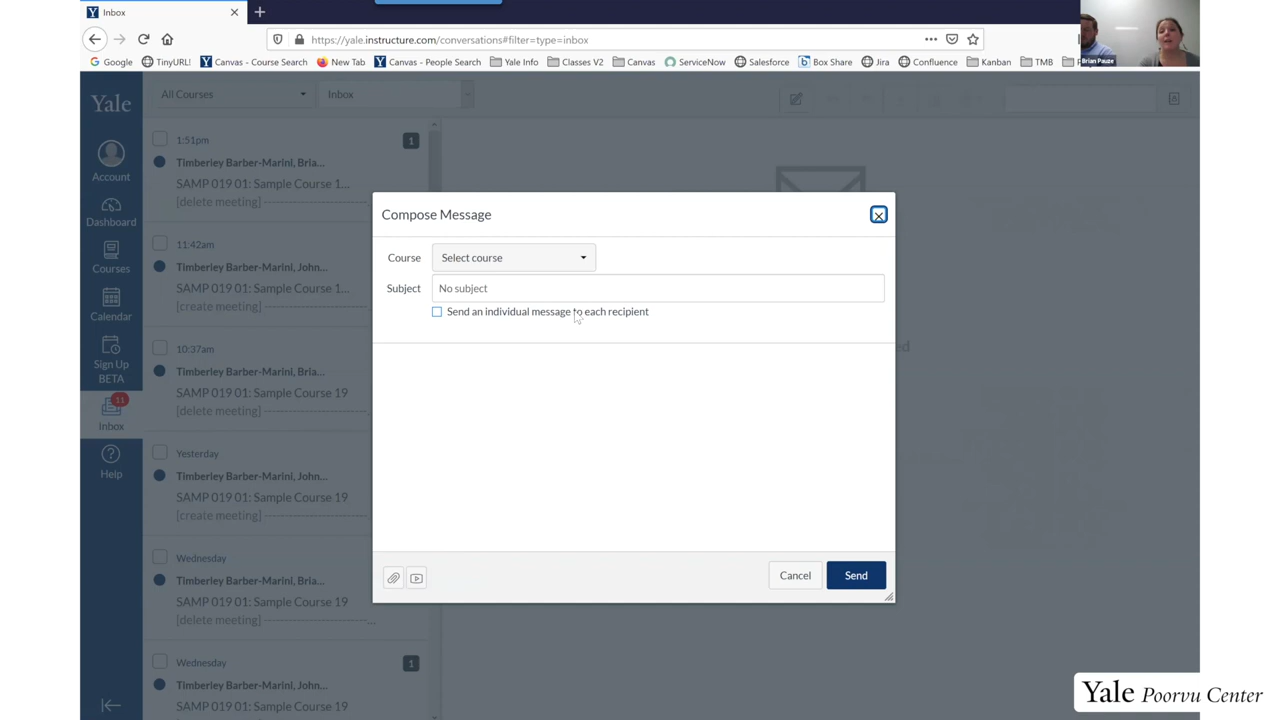 Inbox
https://yale.instructure.com/conversations#filter=type=inbox
Google TinyURL! Canvas - Course Search New Tab Canvas - People Search Yale Info Classes V2 Canvas ServiceNow Salesforce Box Share Jira Confluence Kanban TMB
Brian Pauze
Yale
Account
Dashboard
Courses
Calendar
Sign Up
BETA
11
Inbox
Help
All Courses
Inbox
1:51pm
1
Timberley Barber-Marini, Bria...
SAMP 019 01: Sample Course 1...
[delete meeting] ------------------
11:42am
Timberley Barber-Marini, John...
SAMP 019 01: Sample Course 1...
[create meeting] ------------------
10:37am
Timberley Barber-Marini, Bria...
SAMP 019 01: Sample Course 19
[delete meeting] ------------------
Yesterday
Timberley Barber-Marini, John...
SAMP 019 01: Sample Course 19
[create meeting] ------------------
Wednesday
Timberley Barber-Marini, Bria...
SAMP 019 01: Sample Course 19
[delete meeting] ------------------...
Wednesday
1
Timberley Barber-Marini, John...
SAMP 019 01: Sample Course 19
Compose Message
Course Select course
Subject No subject
Send an individual message to each recipient
Cancel Send
Yale Poorvu Center